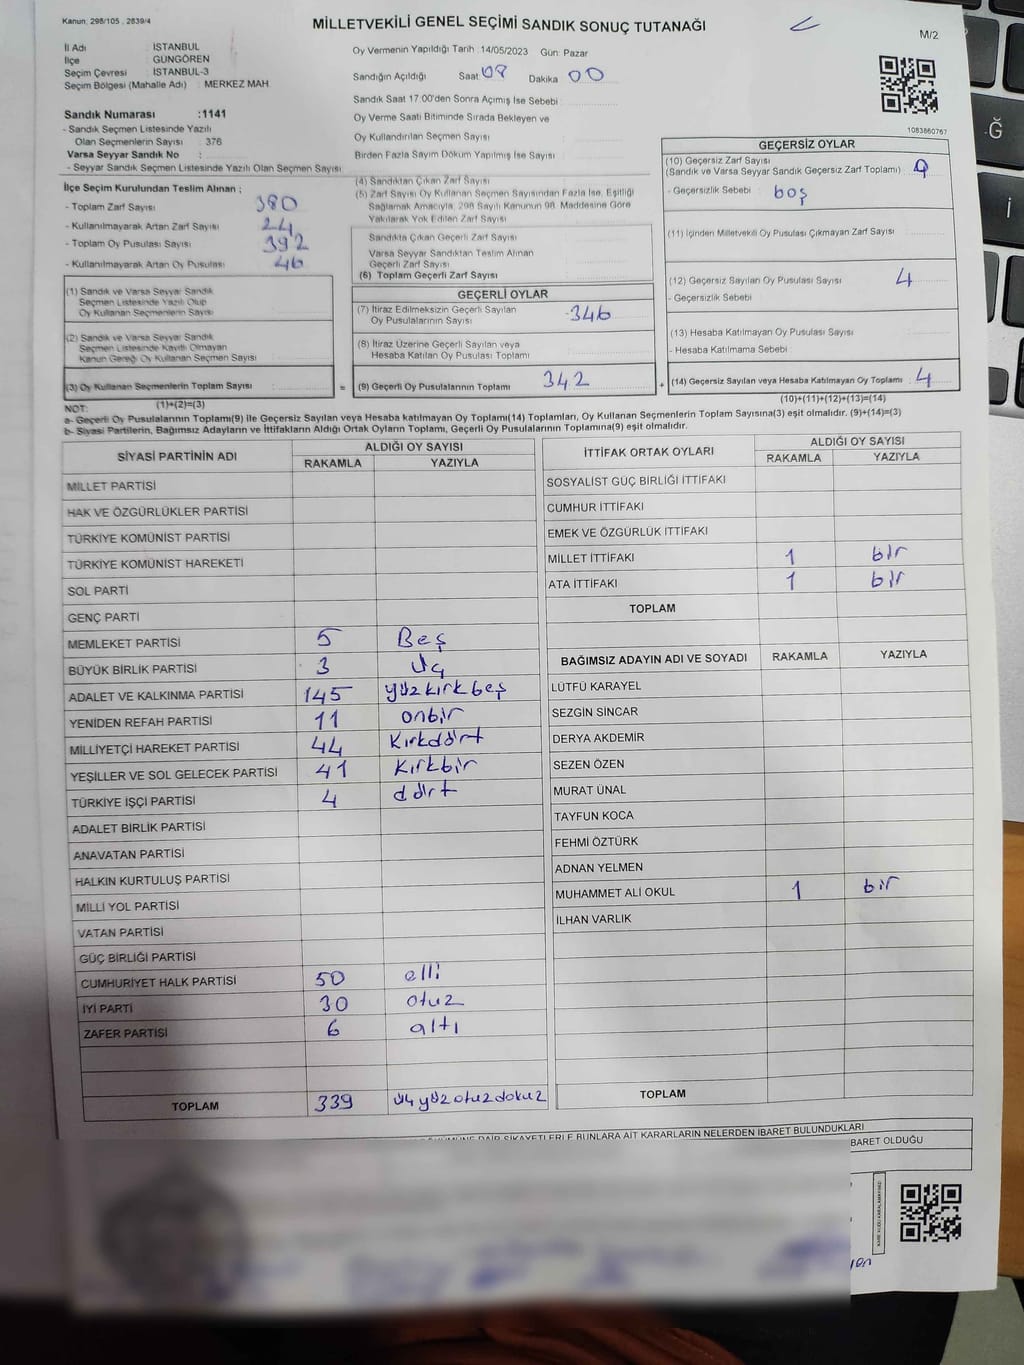 Kanun: 298/105 , 2839/4
MİLLETVEKİLİ GENEL SEÇİMİ SANDIK SONUÇ TUTANAĞI
M/2
İl Adı : İSTANBUL
İlçe : GÜNGÖREN
Seçim Çevresi : İSTANBUL-3
Seçim Bölgesi (Mahalle Adı) : MERKEZ MAH.
Oy Vermenin Yapıldığı Tarih :14/05/2023 Gün: Pazar
Sandığın Açıldığı Saat 08 Dakika 00
Sandık Saat 17:00'den Sonra Açımış İse Sebebi :
Oy Verme Saati Bitiminde Sırada Bekleyen ve
Oy Kullandırılan Seçmen Sayısı :
Birden Fazla Sayım Döküm Yapılmış İse Sayısı :
1083860767
Sandık Numarası :1141
- Sandık Seçmen Listesinde Yazılı
Olan Seçmenlerin Sayısı : 376
Varsa Seyyar Sandık No :
- Seyyar Sandık Seçmen Listesinde Yazılı Olan Seçmen Sayısı :
İlçe Seçim Kurulundan Teslim Alınan ;
- Toplam Zarf Sayısı : 380
- Kullanılmayarak Artan Zarf Sayısı : 24
- Toplam Oy Pusulası Sayısı : 392
- Kullanılmayarak Artan Oy Pusulası : 46
(1) Sandık ve Varsa Seyyar Sandık
Seçmen Listesinde Yazılı Olup
Oy Kullanan Seçmenlerin Sayısı :
(2) Sandık ve Varsa Seyyar Sandık
Seçmen Listesinde Kayıtlı Olmayan
Kanun Gereği Oy Kullanan Seçmen Sayısı :
(3) Oy Kullanan Seçmenlerin Toplam Sayısı :
(1)+(2)=(3)
(4) Sandıktan Çıkan Zarf Sayısı :
(5) Zarf Sayısı Oy Kullanan Seçmen Sayısından Fazla İse, Eşitliği
Sağlamak Amacıyla, 298 Sayılı Kanunun 98. Maddesine Göre
Yakılarak Yok Edilen Zarf Sayısı :
Sandıkta Çıkan Geçerli Zarf Sayısı :
Varsa Seyyar Sandıktan Teslim Alınan
Geçerli Zarf Sayısı :
(6) Toplam Geçerli Zarf Sayısı :
GEÇERLİ OYLAR
(7) İtiraz Edilmeksizin Geçerli Sayılan
Oy Pusulalarının Sayısı : 346
(8) İtiraz Üzerine Geçerli Sayılan veya
Hesaba Katılan Oy Pusulası Toplamı :
= (9) Geçerli Oy Pusulalarının Toplamı : 342
GEÇERSİZ OYLAR
(10) Geçersiz Zarf Sayısı
(Sandık ve Varsa Seyyar Sandık Geçersiz Zarf Toplamı) :
- Geçersizlik Sebebi : boş
(11) İçinden Milletvekili Oy Pusulası Çıkmayan Zarf Sayısı :
(12) Geçersiz Sayılan Oy Pusulası Sayısı : 4
- Geçersizlik Sebebi :
(13) Hesaba Katılmayan Oy Pusulası Sayısı :
- Hesaba Katılmama Sebebi :
+ (14) Geçersiz Sayılan veya Hesaba Katılmayan Oy Toplamı : 4
(10)+(11)+(12)+(13)=(14)
NOT:
a- Geçerli Oy Pusulalarının Toplamı(9) ile Geçersiz Sayılan veya Hesaba katılmayan Oy Toplamı(14) Toplamları, Oy Kullanan Seçmenlerin Toplam Sayısına(3) eşit olmalıdır. (9)+(14)=(3)
b- Siyasi Partilerin, Bağımsız Adayların ve İttifakların Aldığı Ortak Oyların Toplamı, Geçerli Oy Pusulalarının Toplamına(9) eşit olmalıdır.
SİYASİ PARTİNİN ADI ALDIĞI OY SAYISI
RAKAMLA YAZIYLA
MİLLET PARTİSİ
HAK VE ÖZGÜRLÜKLER PARTİSİ
TÜRKİYE KOMÜNİST PARTİSİ
TÜRKİYE KOMÜNİST HAREKETİ
SOL PARTİ
GENÇ PARTİ
MEMLEKET PARTİSİ 5 Beş
BÜYÜK BİRLİK PARTİSİ 3 Üç
ADALET VE KALKINMA PARTİSİ 145 yüzkırkbeş
YENİDEN REFAH PARTİSİ 11 onbir
MİLLİYETÇİ HAREKET PARTİSİ 44 Kırkdört
YEŞİLLER VE SOL GELECEK PARTİSİ 41 Kırkbir
TÜRKİYE İŞÇİ PARTİSİ 4 dört
ADALET BİRLİK PARTİSİ
ANAVATAN PARTİSİ
HALKIN KURTULUŞ PARTİSİ
MİLLİ YOL PARTİSİ
VATAN PARTİSİ
GÜÇ BİRLİĞİ PARTİSİ
CUMHURİYET HALK PARTİSİ 50 elli
İYİ PARTİ 30 otuz
ZAFER PARTİSİ 6 altı
TOPLAM 339 üçyüzotuzdokuz
İTTİFAK ORTAK OYLARI ALDIĞI OY SAYISI
RAKAMLA YAZIYLA
SOSYALİST GÜÇ BİRLİĞİ İTTİFAKI
CUMHUR İTTİFAKI
EMEK VE ÖZGÜRLÜK İTTİFAKI
MİLLET İTTİFAKI 1 bir
ATA İTTİFAKI 1 bir
TOPLAM
BAĞIMSIZ ADAYIN ADI VE SOYADI RAKAMLA YAZIYLA
LÜTFÜ KARAYEL
SEZGİN SİNCAR
DERYA AKDEMİR
SEZEN ÖZEN
MURAT ÜNAL
TAYFUN KOCA
FEHMİ ÖZTÜRK
ADNAN YELMEN
MUHAMMET ALİ OKUL 1 bir
İLHAN VARLIK
TOPLAM
ŞİKAYETLERLE BUNLARA AİT KARARLARIN NELERDEN İBARET BULUNDUKLARI
BARET OLDUĞU
Ğ
İ